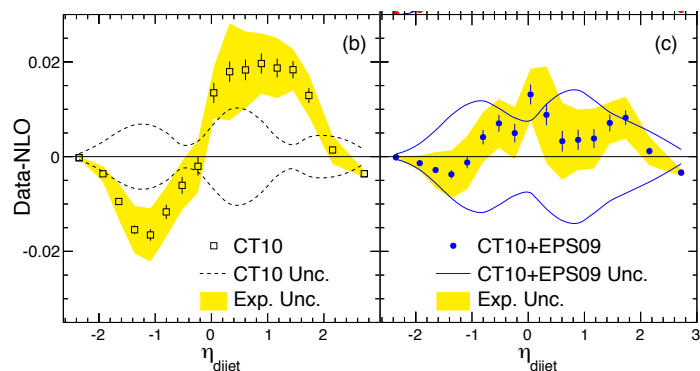 Data-NLO
0.02
0
-0.02
(b)
CT10
CT10 Unc.
Exp. Unc.
-2
-1
0
1
2
η_dijet
(c)
CT10+EPS09
CT10+EPS09 Unc.
Exp. Unc.
-2
-1
0
1
2
3
η_dijet